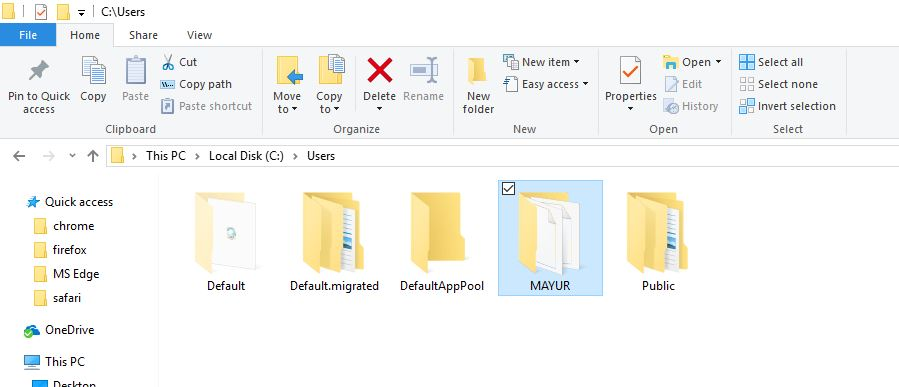 C:\Users
File Home Share View
Pin to Quick access
Copy
Paste
Cut
Copy path
Paste shortcut
Clipboard
Move to
Copy to
Delete
Rename
Organize
New folder
New item
Easy access
New
Properties
Open
Edit
History
Open
Select all
Select none
Invert selection
Select
This PC Local Disk (C:) Users
Quick access
chrome
firefox
MS Edge
safari
OneDrive
This PC
Desktop
Default Default.migrated DefaultAppPool MAYUR Public